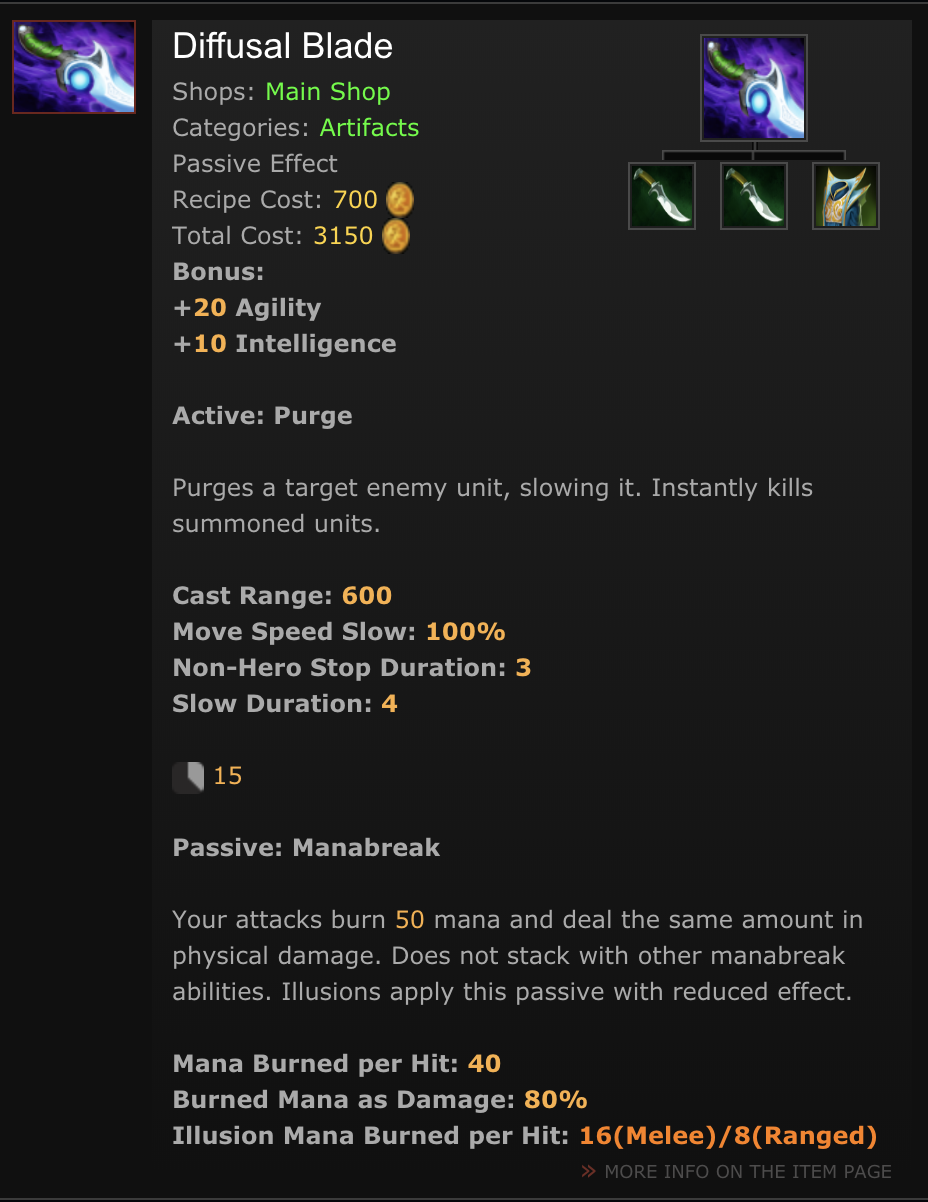 Diffusal Blade
Shops: Main Shop
Categories: Artifacts
Passive Effect
Recipe Cost: 700
Total Cost: 3150
Bonus:
+20 Agility
+10 Intelligence
Active: Purge
Purges a target enemy unit, slowing it. Instantly kills
summoned units.
Cast Range: 600
Move Speed Slow: 100%
Non-Hero Stop Duration: 3
Slow Duration: 4
15
Passive: Manabreak
Your attacks burn 50 mana and deal the same amount in
physical damage. Does not stack with other manabreak
abilities. Illusions apply this passive with reduced effect.
Mana Burned per Hit: 40
Burned Mana as Damage: 80%
Illusion Mana Burned per Hit: 16(Melee)/8(Ranged)
» MORE INFO ON THE ITEM PAGE